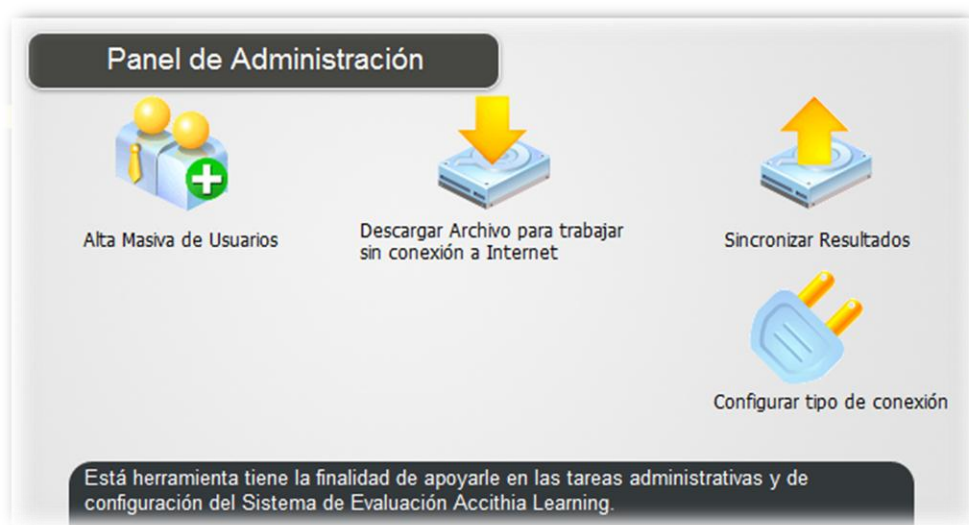 Panel de Administración
Alta Masiva de Usuarios
Descargar Archivo para trabajar
sin conexión a Internet
Sincronizar Resultados
Configurar tipo de conexión
Está herramienta tiene la finalidad de apoyarle en las tareas administrativas y de
configuración del Sistema de Evaluación Accithia Learning.